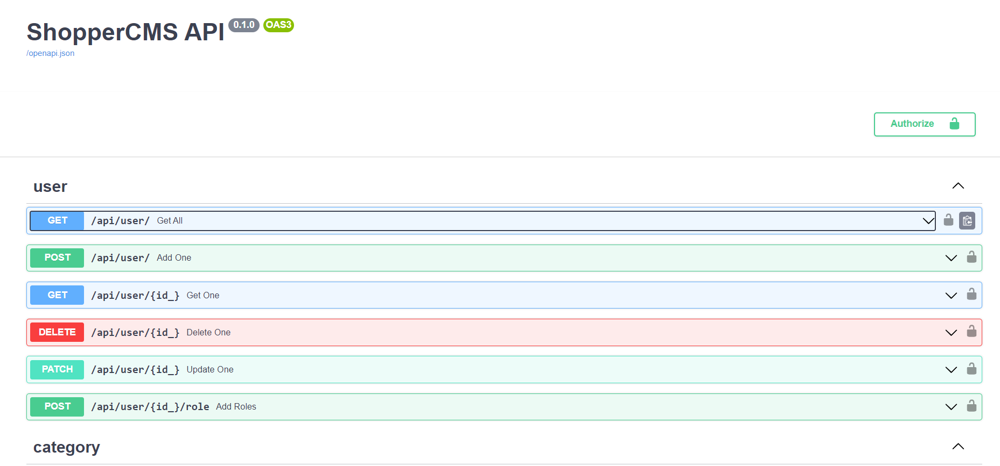 ShopperCMS API 0.1.0 OAS3
/openapi.json
Authorize
user
GET /api/user/ Get All
POST /api/user/ Add One
GET /api/user/{id_} Get One
DELETE /api/user/{id_} Delete One
PATCH /api/user/{id_} Update One
POST /api/user/{id_}/role Add Roles
category